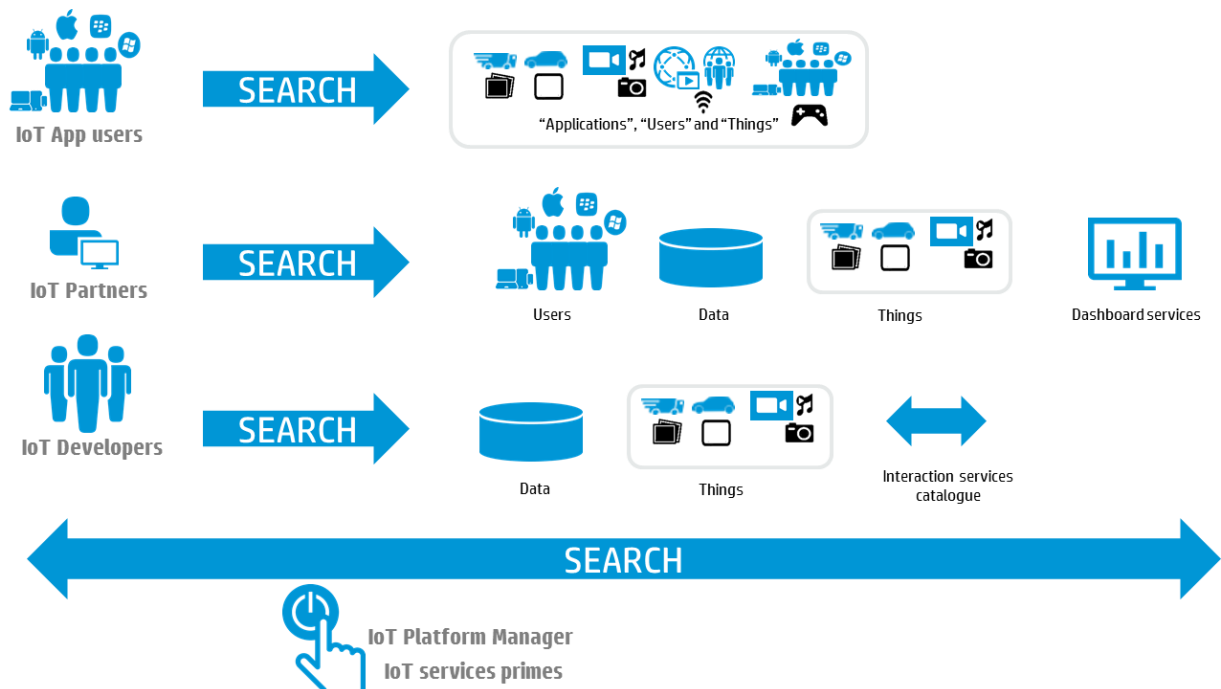 SEARCH
IoT App users
"Applications", "Users" and "Things"
SEARCH
IoT Partners
Users
Data
Things
Dashboard services
SEARCH
IoT Developers
Data
Things
Interaction services
catalogue
SEARCH
IoT Platform Manager
IoT services primes